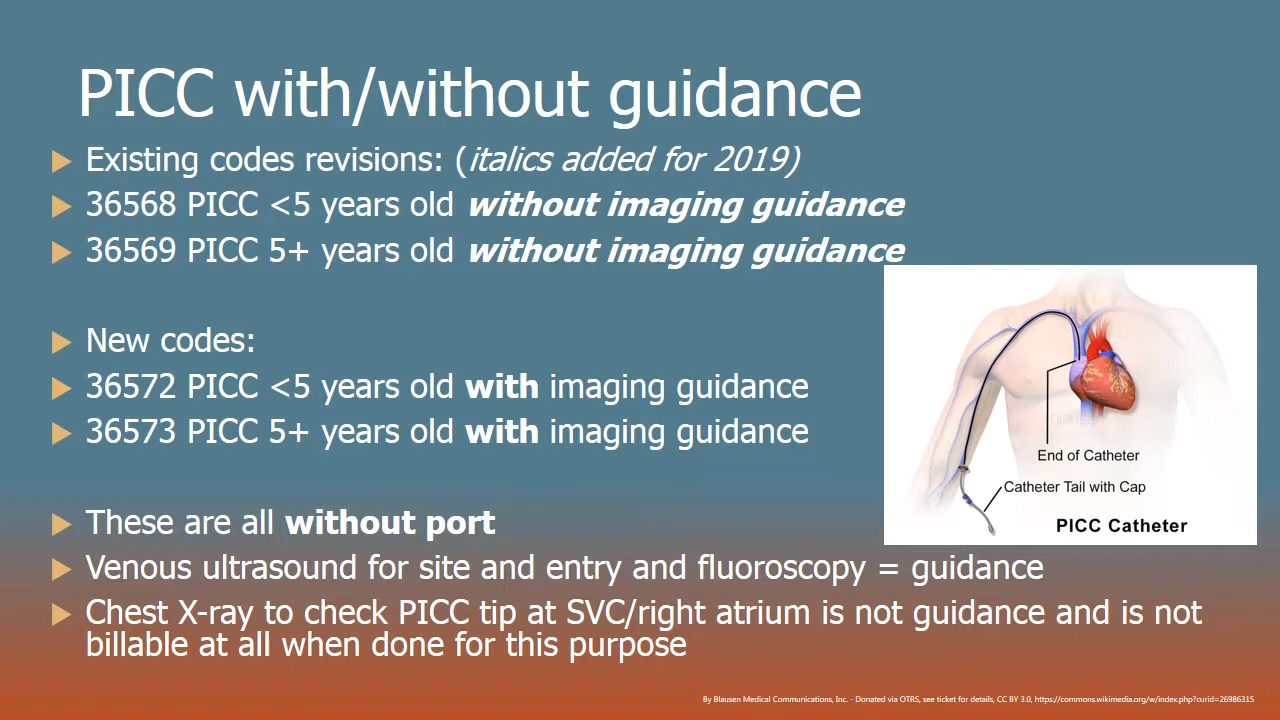 PICC with/without guidance
Existing codes revisions: (italics added for 2019)
36568 PICC <5 years old without imaging guidance
36569 PICC 5+ years old without imaging guidance
New codes:
36572 PICC <5 years old with imaging guidance
36573 PICC 5+ years old with imaging guidance
End of Catheter
Catheter Tail with Cap
PICC Catheter
These are all without port
Venous ultrasound for site and entry and fluoroscopy = guidance
Chest X-ray to check PICC tip at SVC/right atrium is not guidance and is not
billable at all when done for this purpose
By Blausen Medical Communications, Inc. - Donated via OTRS, see ticket for details, CC BY 3.0, https://commons.wikimedia.org/w/index.php?curid=26986315